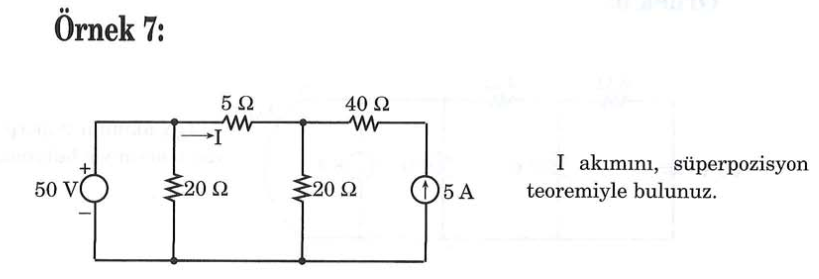 Örnek 7:
5 Ω
40 Ω
→I
+
50 V
20 Ω
20 Ω
↑
5 A
–
I akımını, süperpozisyon
teoremiyle bulunuz.